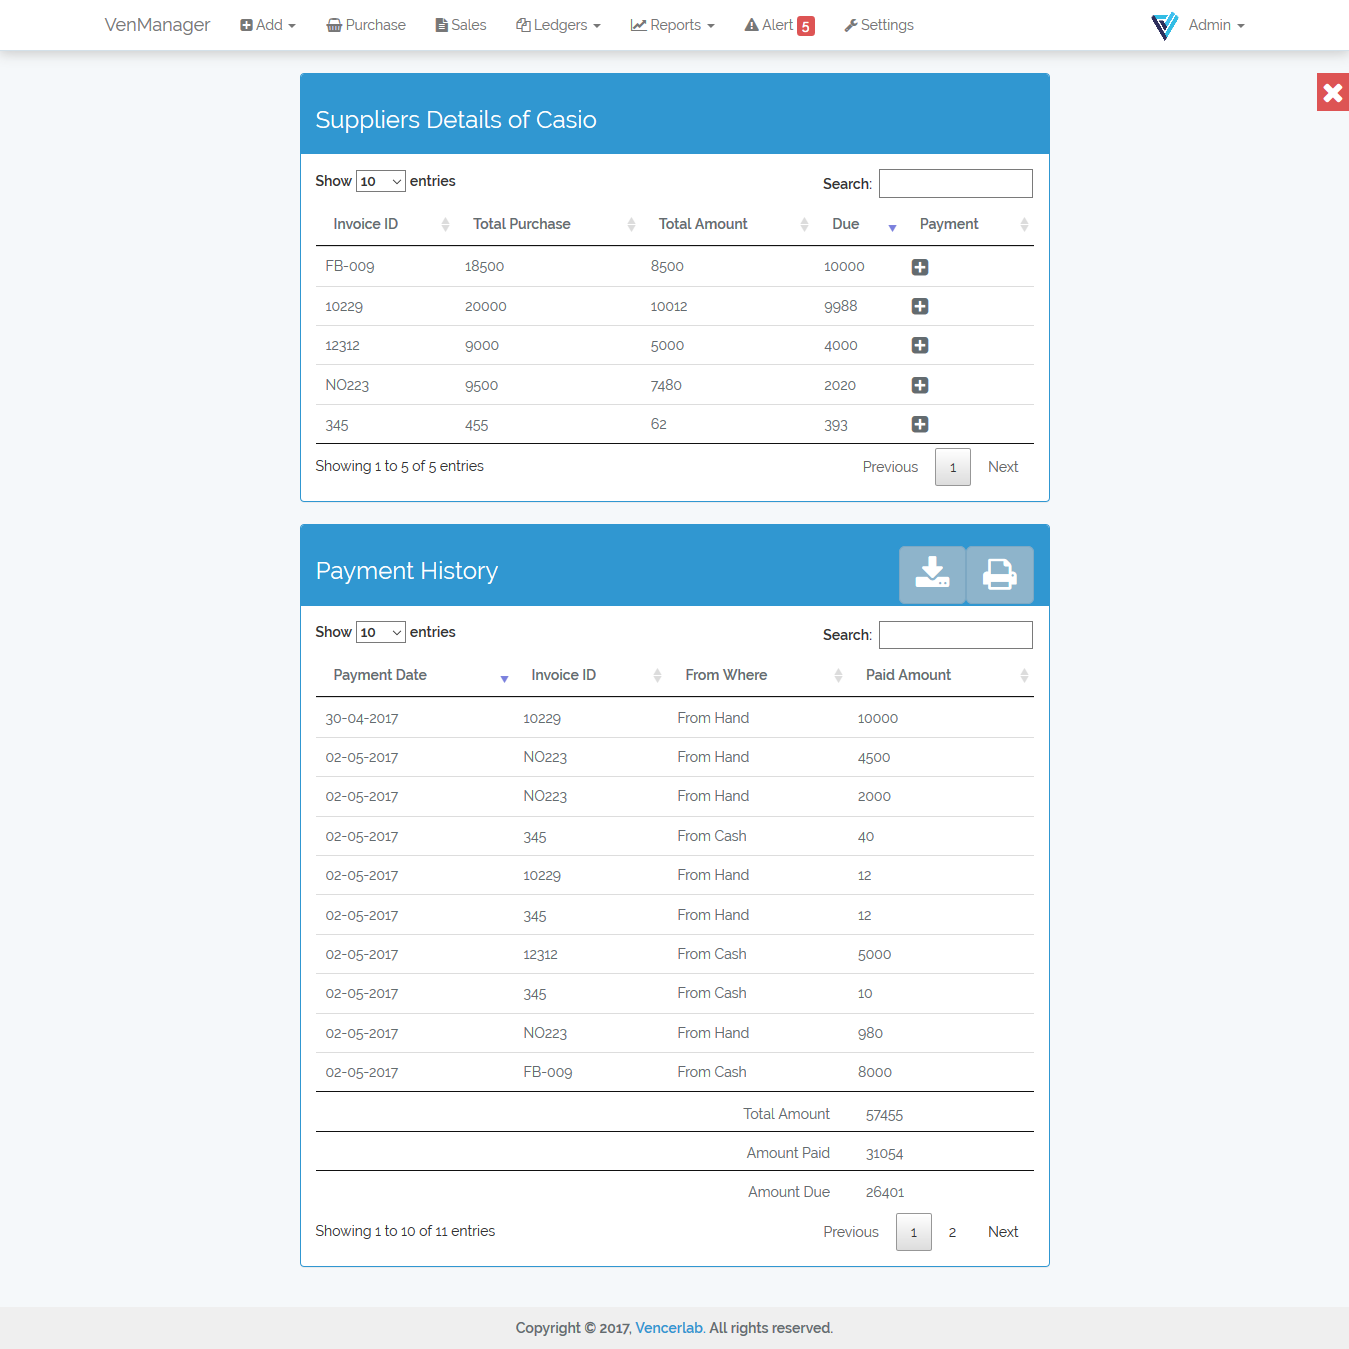 VenManager Add Purchase Sales Ledgers Reports Alert 5 Settings Admin
Suppliers Details of Casio
Show 10 entries Search:
Invoice ID Total Purchase Total Amount Due Payment
FB-009 18500 8500 10000
10229 20000 10012 9988
12312 9000 5000 4000
NO223 9500 7480 2020
345 455 62 393
Showing 1 to 5 of 5 entries Previous 1 Next
Payment History
Show 10 entries Search:
Payment Date Invoice ID From Where Paid Amount
30-04-2017 10229 From Hand 10000
02-05-2017 NO223 From Hand 4500
02-05-2017 NO223 From Hand 2000
02-05-2017 345 From Cash 40
02-05-2017 10229 From Hand 12
02-05-2017 345 From Hand 12
02-05-2017 12312 From Cash 5000
02-05-2017 345 From Cash 10
02-05-2017 NO223 From Hand 980
02-05-2017 FB-009 From Cash 8000
Total Amount 57455
Amount Paid 31054
Amount Due 26401
Showing 1 to 10 of 11 entries Previous 1 2 Next
Copyright © 2017, Vencerlab. All rights reserved.